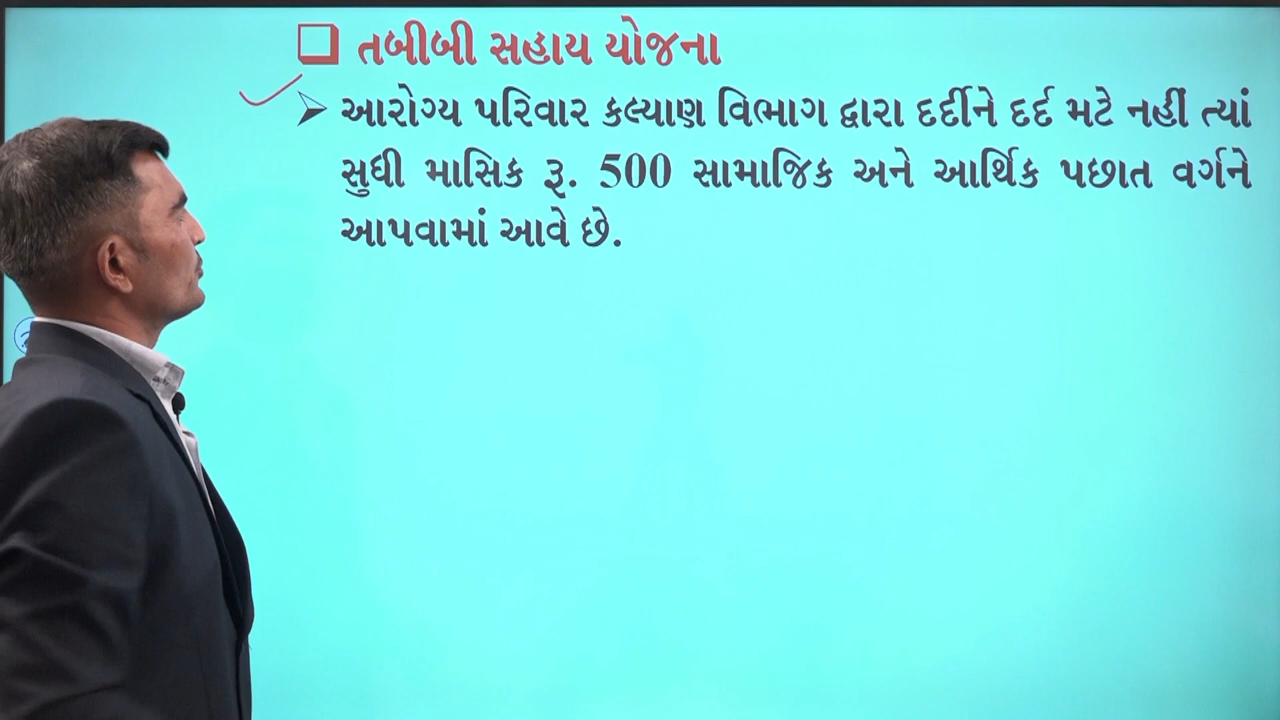 તબીબી સહાય યોજના
આરોગ્ય પરિવાર કલ્યાણ વિભાગ દ્વારા દર્દીને દર્દ મટે નહીં ત્યાં
સુધી માસિક રૂ. 500 સામાજિક અને આર્થિક પછાત વર્ગને
આપવામાં આવે છે.